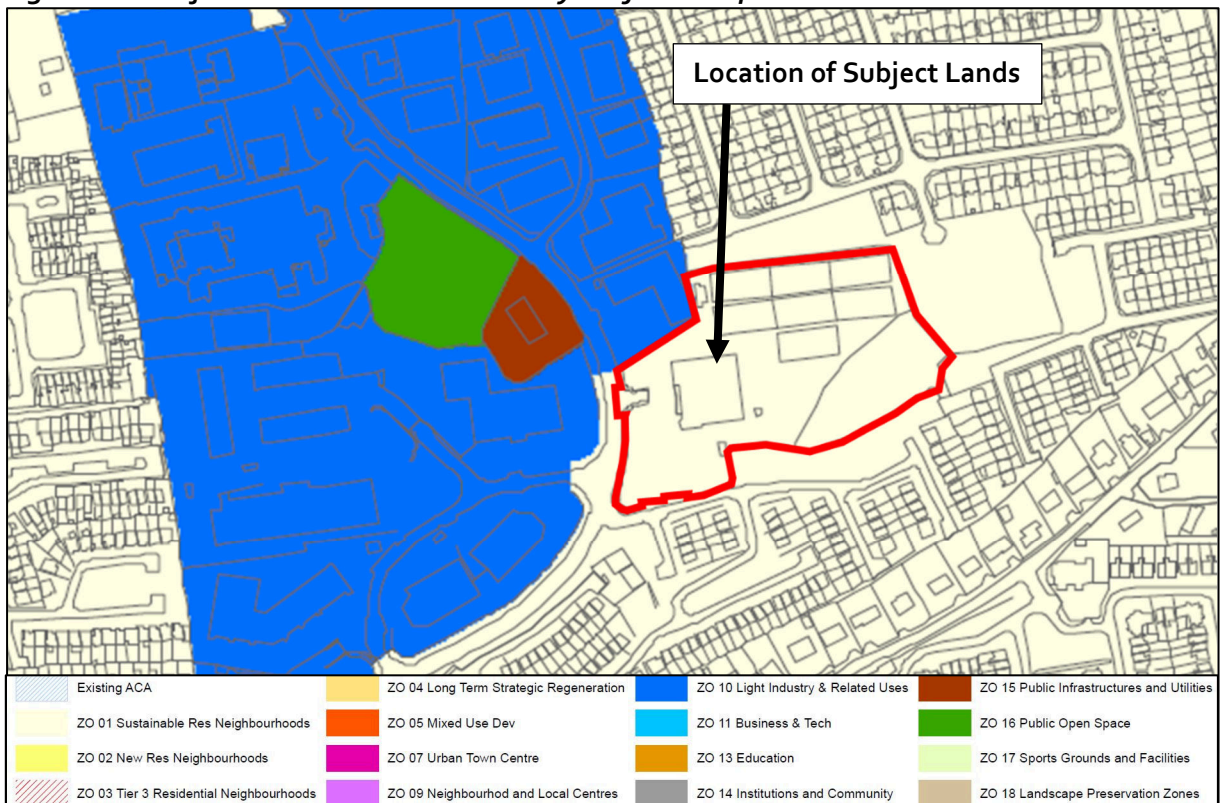 Location of Subject Lands
Existing ACA
ZO 04 Long Term Strategic Regeneration
ZO 10 Light Industry & Related Uses
ZO 15 Public Infrastructures and Utilities
ZO 01 Sustainable Res Neighbourhoods
ZO 05 Mixed Use Dev
ZO 11 Business & Tech
ZO 16 Public Open Space
ZO 02 New Res Neighbourhoods
ZO 07 Urban Town Centre
ZO 13 Education
ZO 17 Sports Grounds and Facilities
ZO 03 Tier 3 Residential Neighbourhoods
ZO 09 Neighbourhod and Local Centres
ZO 14 Institutions and Community
ZO 18 Landscape Preservation Zones